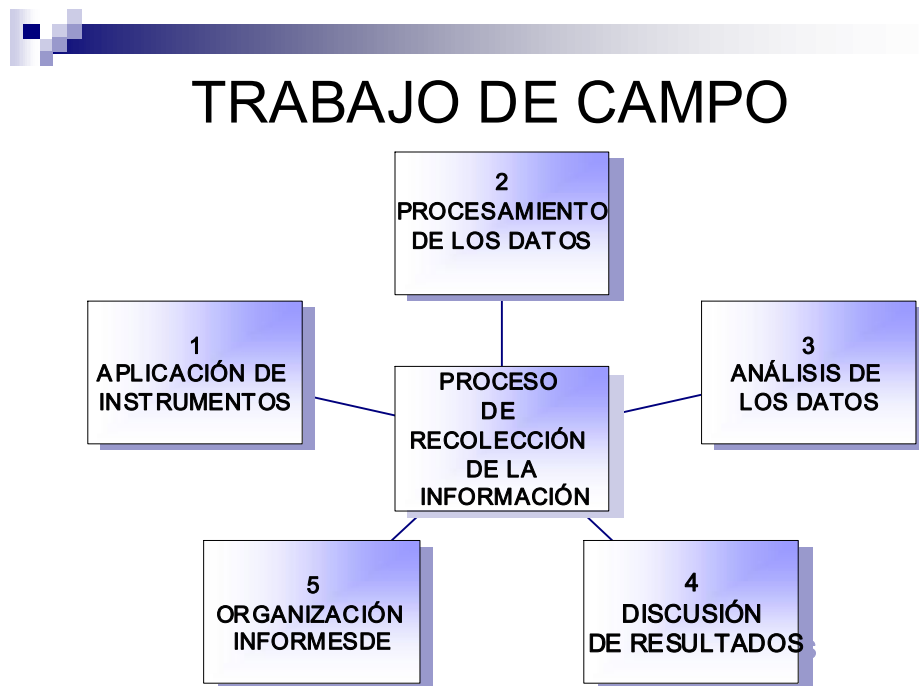 TRABAJO DE CAMPO
2
PROCESAMIENTO
DE LOS DATOS
1
APLICACIÓN DE
INSTRUMENTOS
3
ANÁLISIS DE
LOS DATOS
PROCESO
DE
RECOLECCIÓN
DE LA
INFORMACIÓN
5
ORGANIZACIÓN
INFORMESDE
4
DISCUSIÓN
DE RESULTADOS